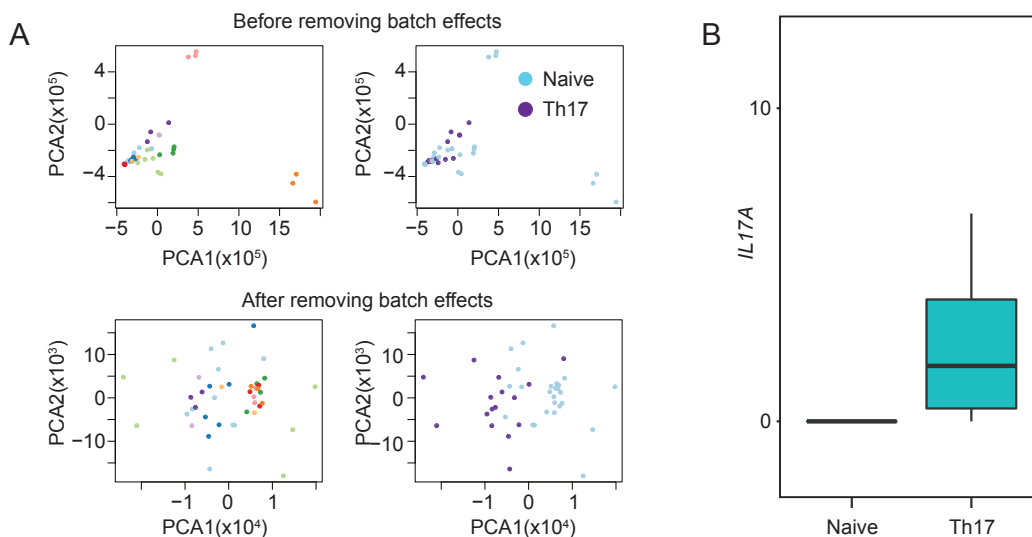 A
Before removing batch effects
B
4
0
−4
PCA2(x10⁵)
−5
0
5
10
15
PCA1(x10⁵)
4
0
−4
PCA2(x10⁵)
Naive
Th17
−5
0
5
10
15
PCA1(x10⁵)
After removing batch effects
10
0
−10
PCA2(x10³)
−1
0
1
PCA1(x10⁴)
10
0
−10
PCA2(x10³)
−1
0
1
PCA1(x10⁴)
10
0
IL17A
Naive
Th17